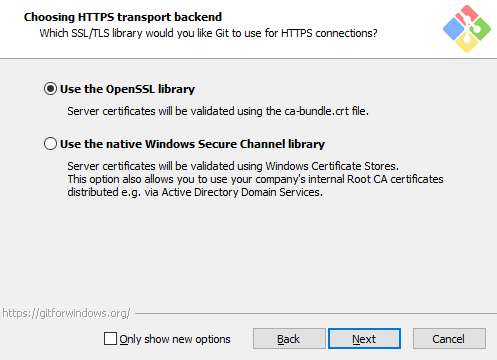 Choosing HTTPS transport backend
Which SSL/TLS library would you like Git to use for HTTPS connections?
Use the OpenSSL library
Server certificates will be validated using the ca-bundle.crt file.
Use the native Windows Secure Channel library
Server certificates will be validated using Windows Certificate Stores.
This option also allows you to use your company's internal Root CA certificates
distributed e.g. via Active Directory Domain Services.
https://gitforwindows.org/
Only show new options
Back
Next
Cancel